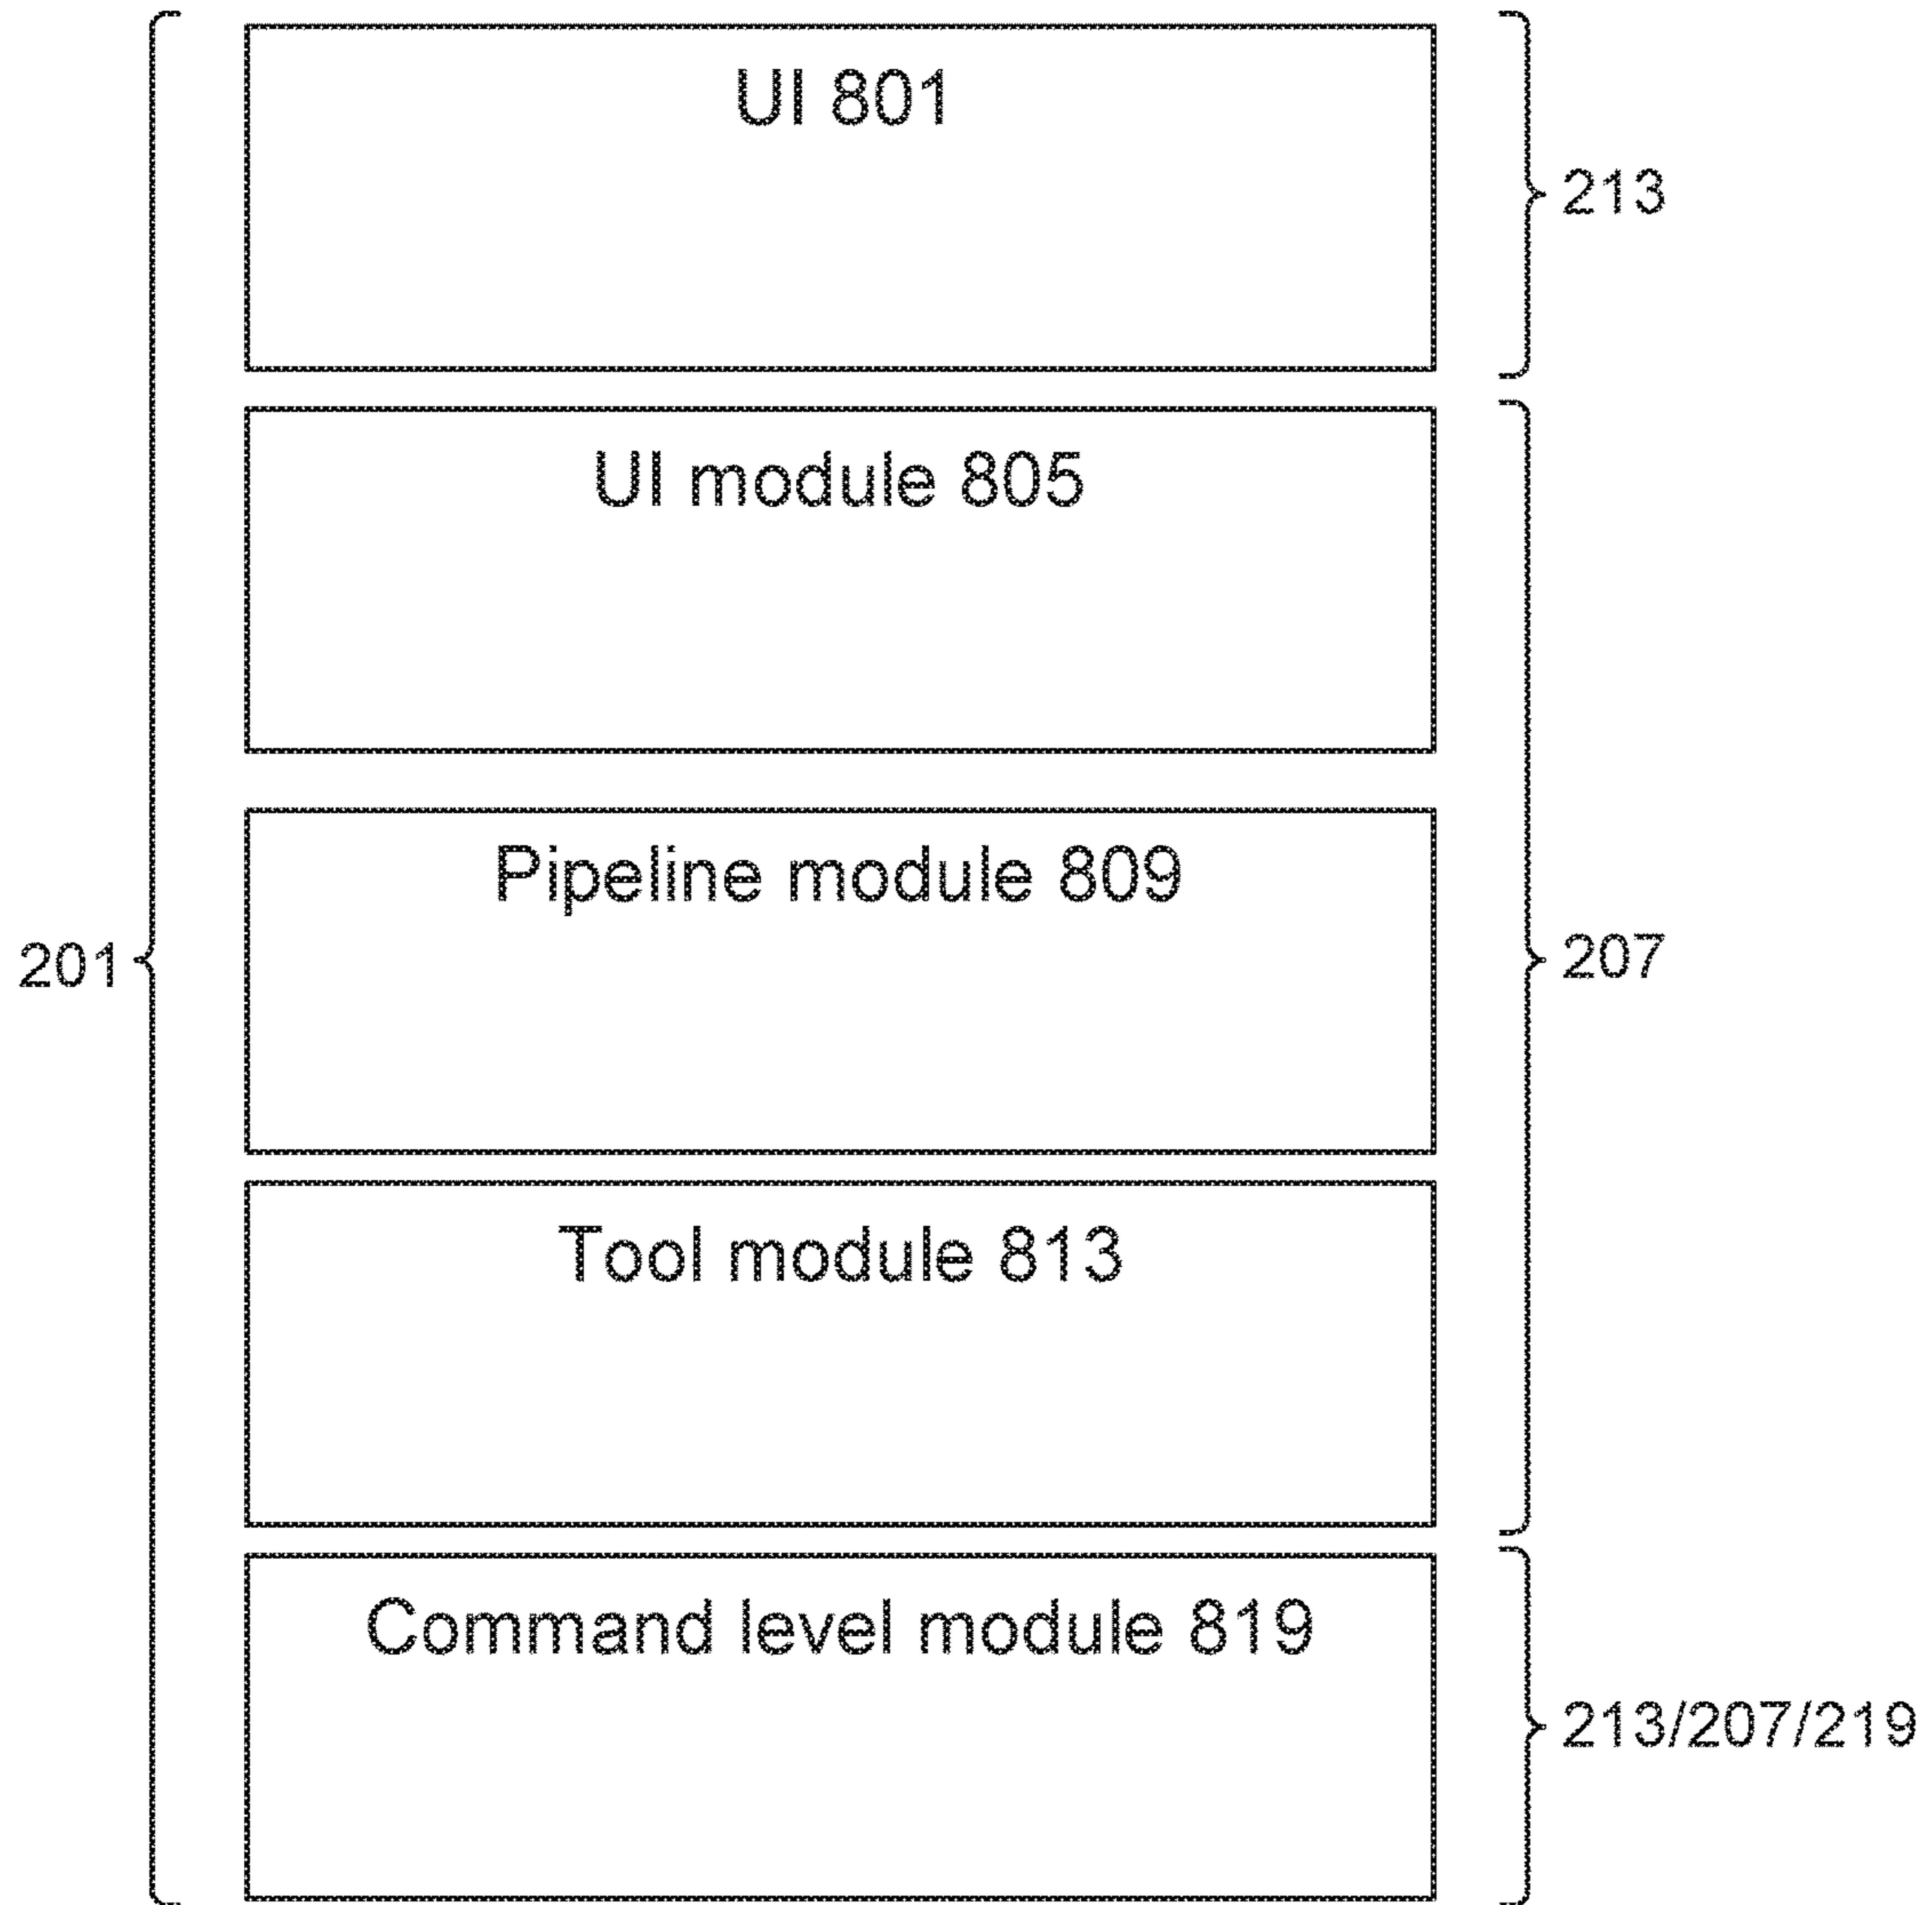 UI 801
213
UI module 805
Pipeline module 809
201
207
Tool module 813
Command level module 819
213/207/219